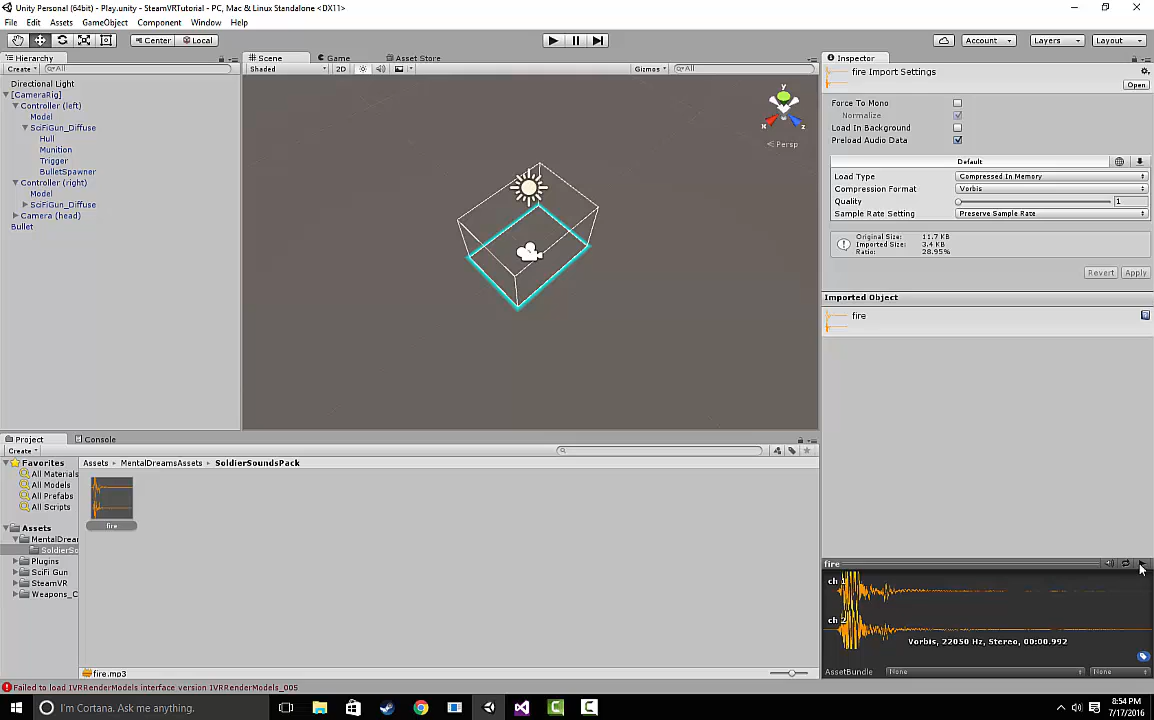 Unity Personal (64bit) - Play.unity - SteamVRTutorial - PC, Mac & Linux Standalone <DX11>
File Edit Assets GameObject Component Window Help
Center Local Account Layers Layout
Hierarchy
Create All
Directional Light
[CameraRig]
Controller (left)
Model
SciFiGun_Diffuse
Hull
Munition
Trigger
BulletSpawner
Controller (right)
Model
SciFiGun_Diffuse
Camera (head)
Bullet
Scene Game Asset Store
Shaded 2D Gizmos All
y
x z
Persp
Inspector
fire Import Settings
Open
Force To Mono
Normalize
Load In Background
Preload Audio Data
Default
Load Type Compressed In Memory
Compression Format Vorbis
Quality 1
Sample Rate Setting Preserve Sample Rate
Original Size: 11.7 KB
Imported Size: 3.4 KB
Ratio: 28.95%
Revert Apply
Imported Object
fire
Project Console
Create
Favorites
All Materials
All Models
All Prefabs
All Scripts
Assets
MentalDrear
SoldierSo
Plugins
SciFi Gun
SteamVR
Weapons_C
Assets MentalDreamsAssets SoldierSoundsPack
fire
fire.mp3
fire
ch 1
ch 2
Vorbis, 22050 Hz, Stereo, 00:00.992
AssetBundle None None
Failed to load IVRRenderModels interface version IVRRenderModels_005
I'm Cortana. Ask me anything.
8:54 PM
7/17/2016